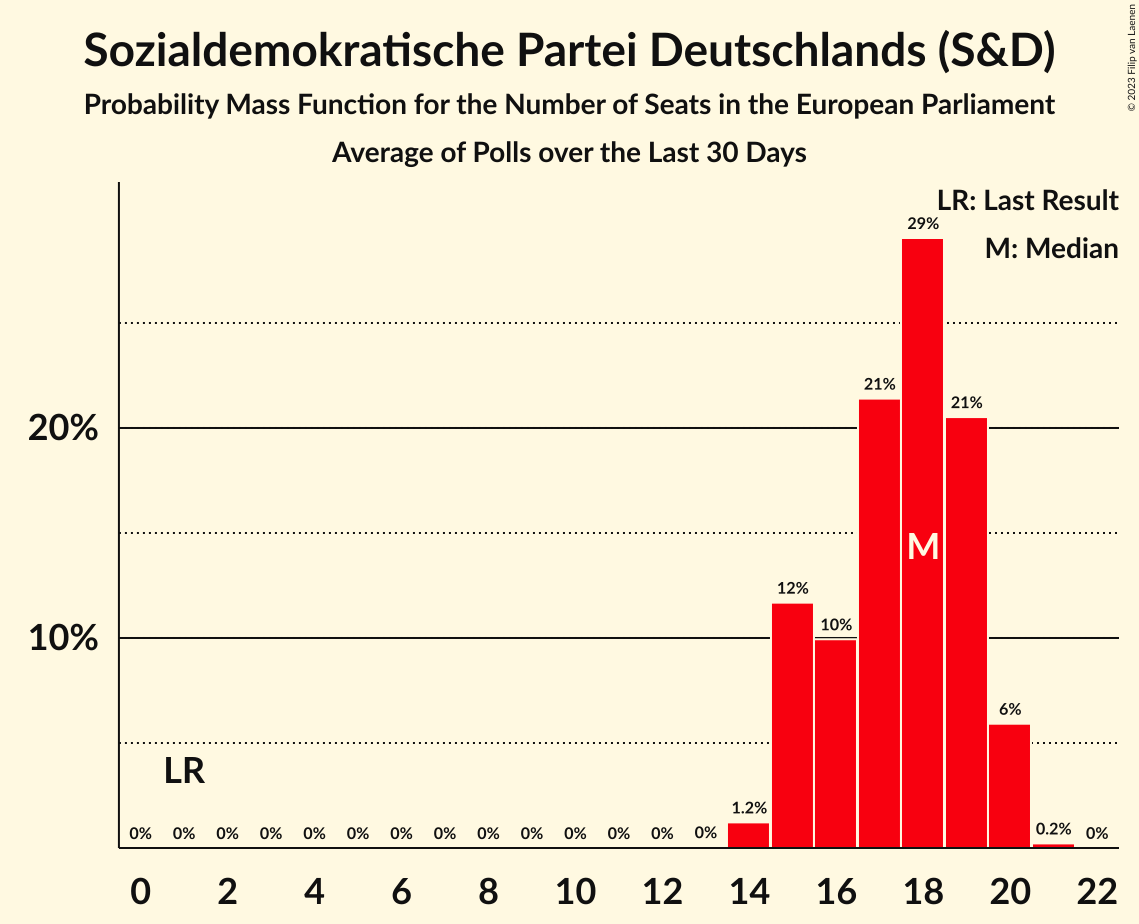 Sozialdemokratische Partei Deutschlands (S&D)
Probability Mass Function for the Number of Seats in the European Parliament
Average of Polls over the Last 30 Days
© 2023 Filip van Laenen
LR: Last Result
M: Median
29%
21%
21%
20%
M
12%
10%
10%
6%
LR
1.2%
0% 0% 0% 0% 0% 0% 0% 0% 0% 0% 0% 0% 0% 0% 0.2% 0%
0 2 4 6 8 10 12 14 16 18 20 22